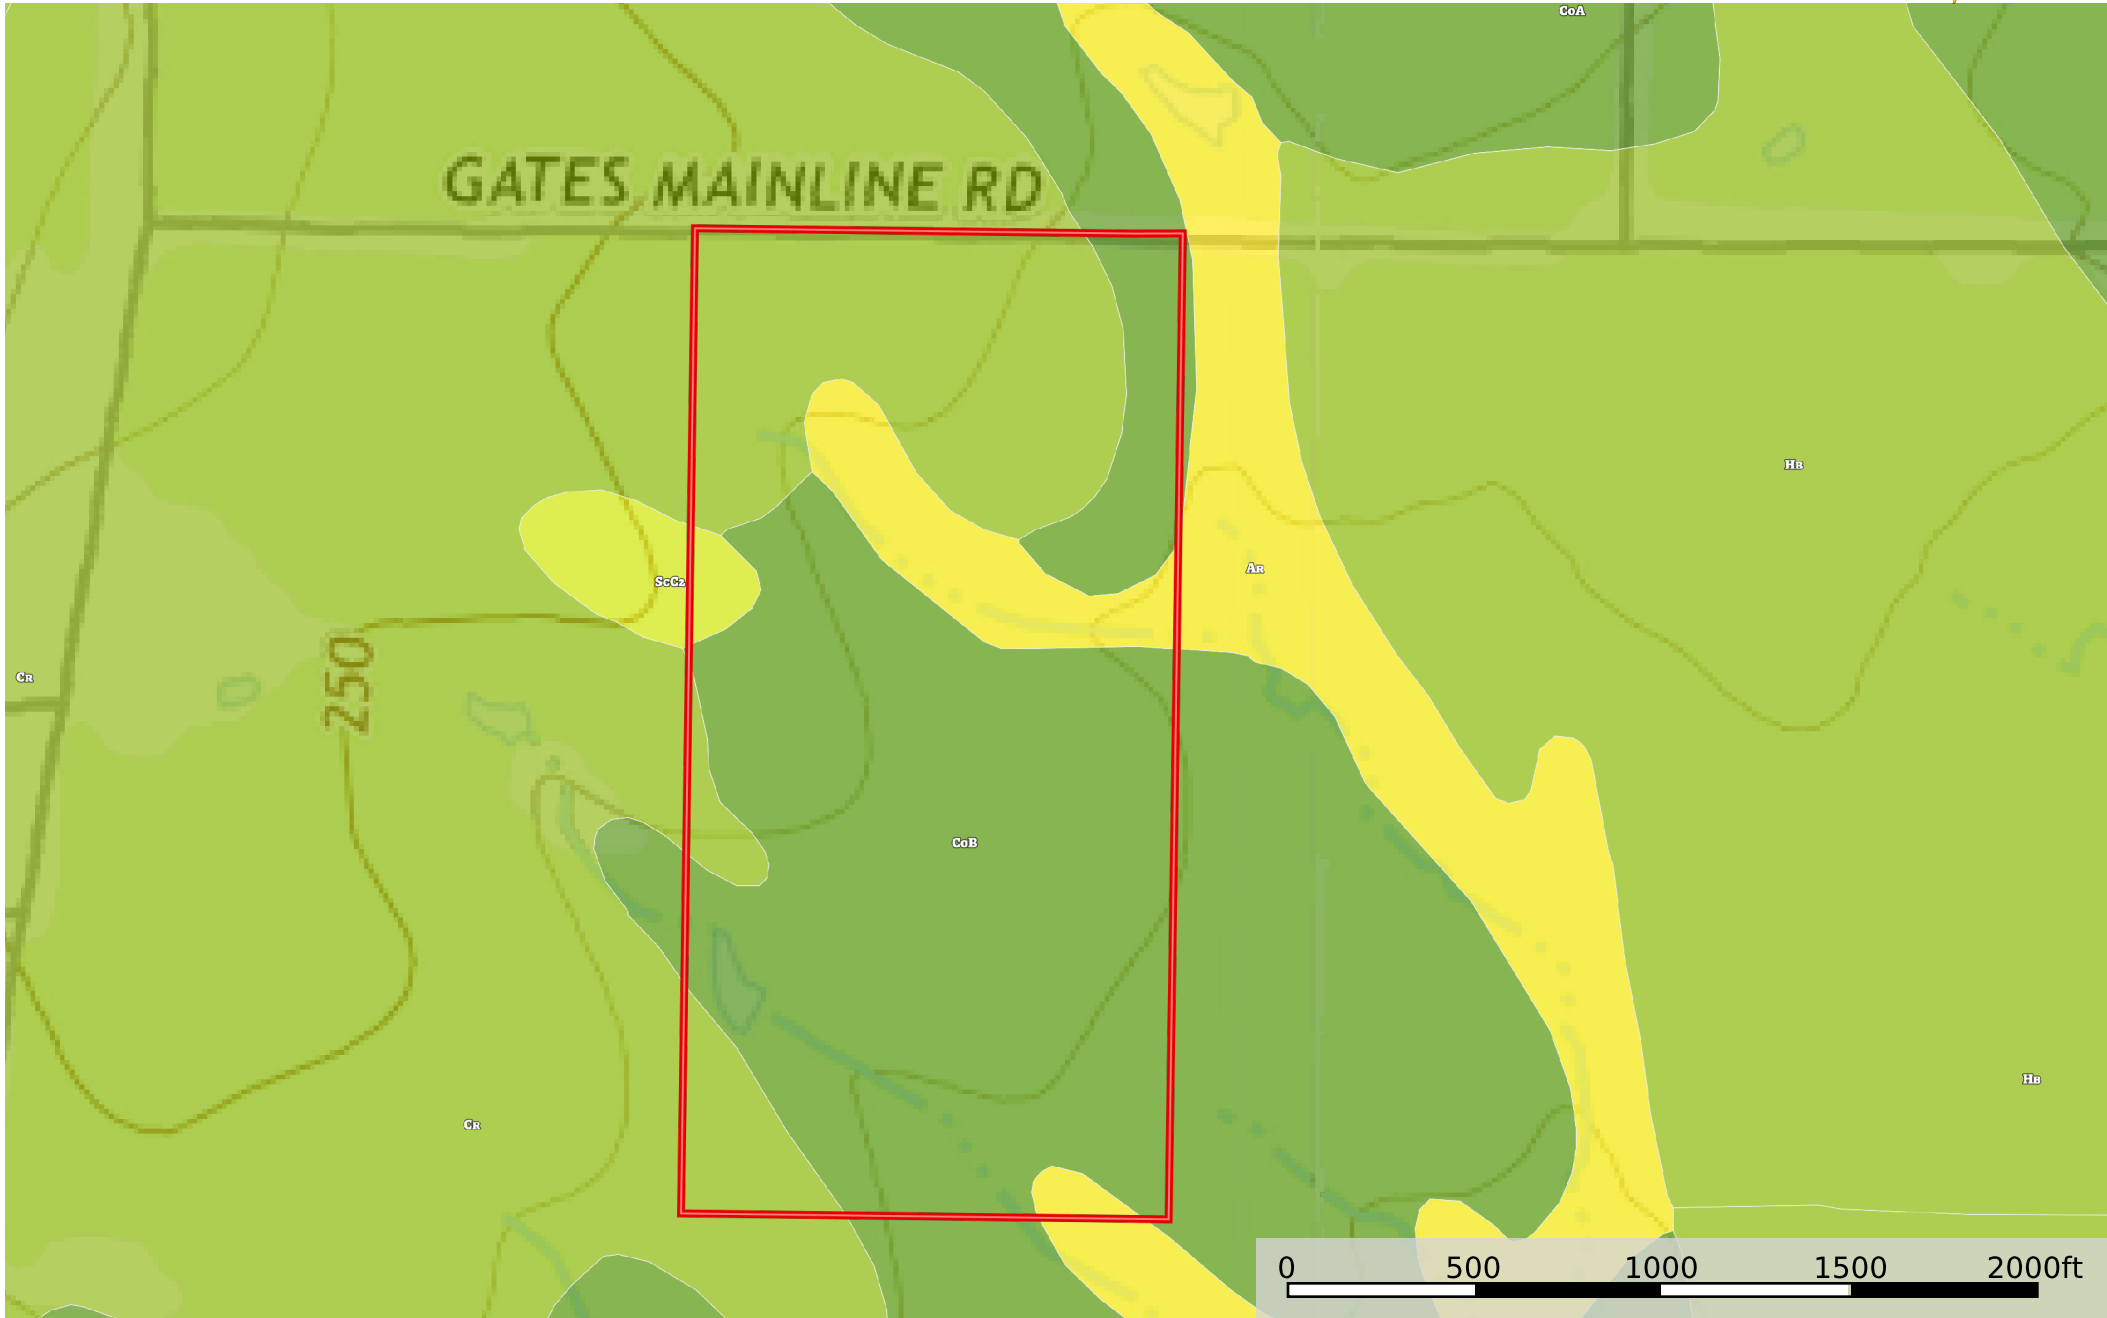 CoA
GATES MAINLINE RD
HB
AR
ScC2
250
CR
CoB
HB
CR
0 500 1000 1500 2000ft